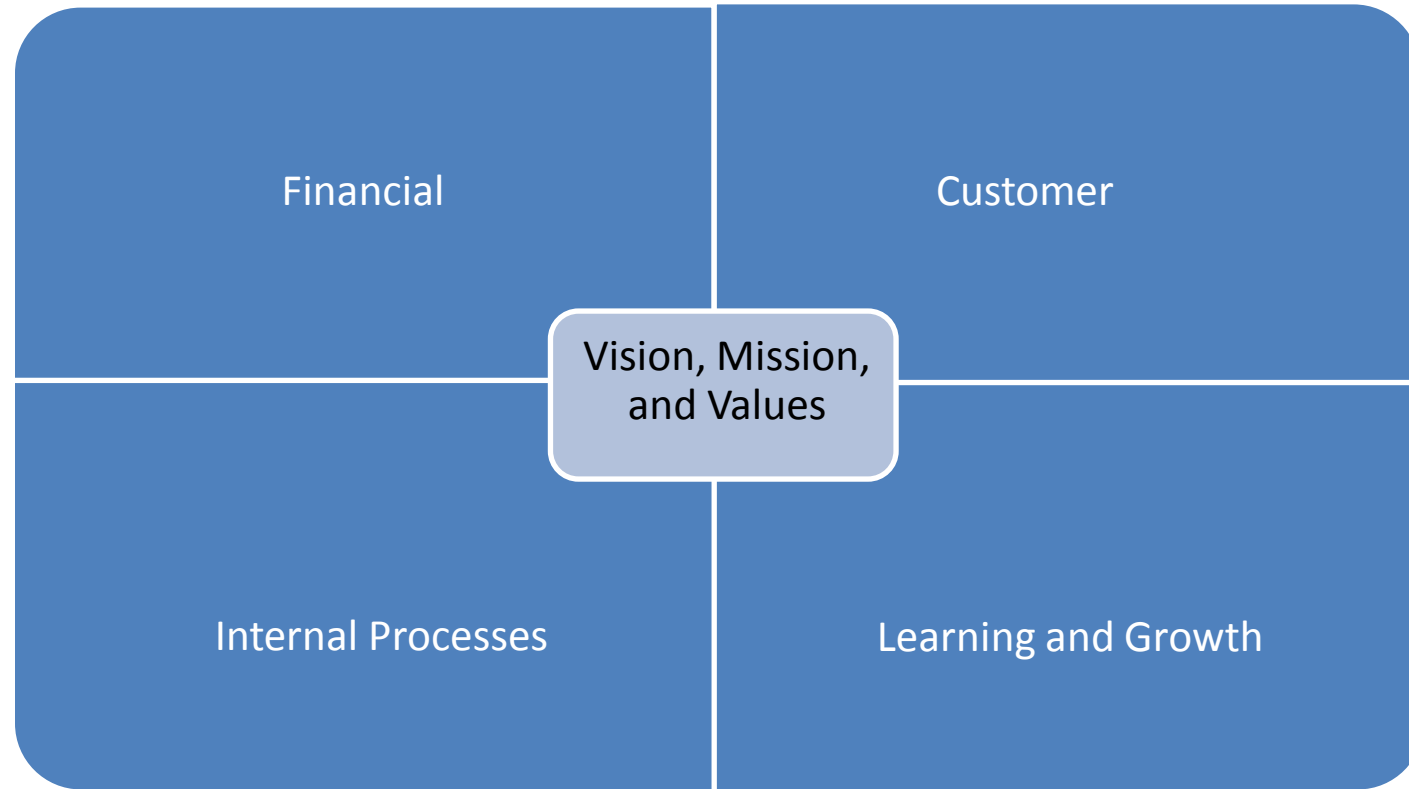 Financial
Customer
Vision, Mission,
and Values
Internal Processes
Learning and Growth